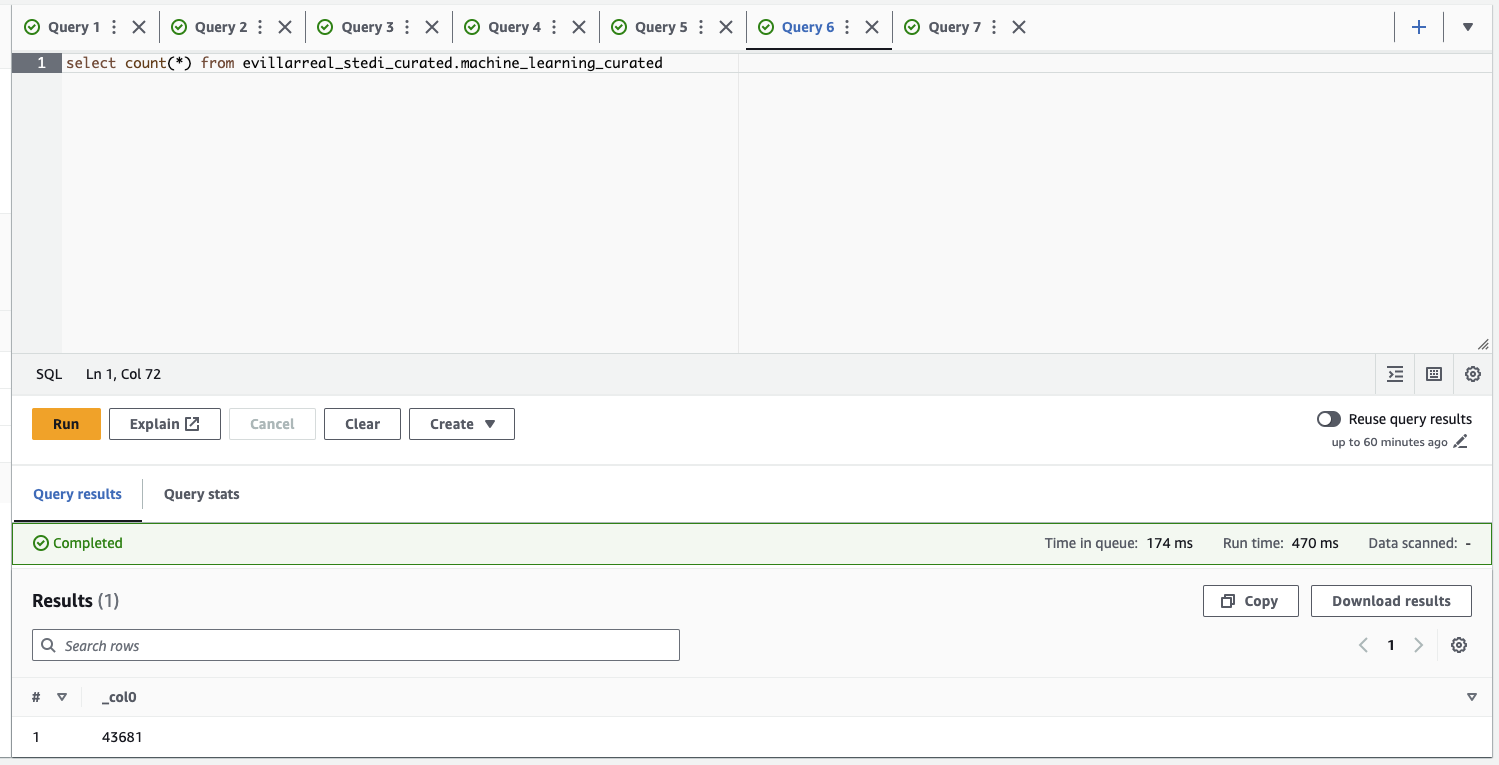 Query 1 Query 2 Query 3 Query 4 Query 5 Query 6 Query 7
1 select count(*) from evillarreal_stedi_curated.machine_learning_curated
SQL Ln 1, Col 72
Run Explain Cancel Clear Create Reuse query results
up to 60 minutes ago
Query results Query stats
Completed Time in queue: 174 ms Run time: 470 ms Data scanned: -
Results (1) Copy Download results
Search rows 1
# _col0
1 43681